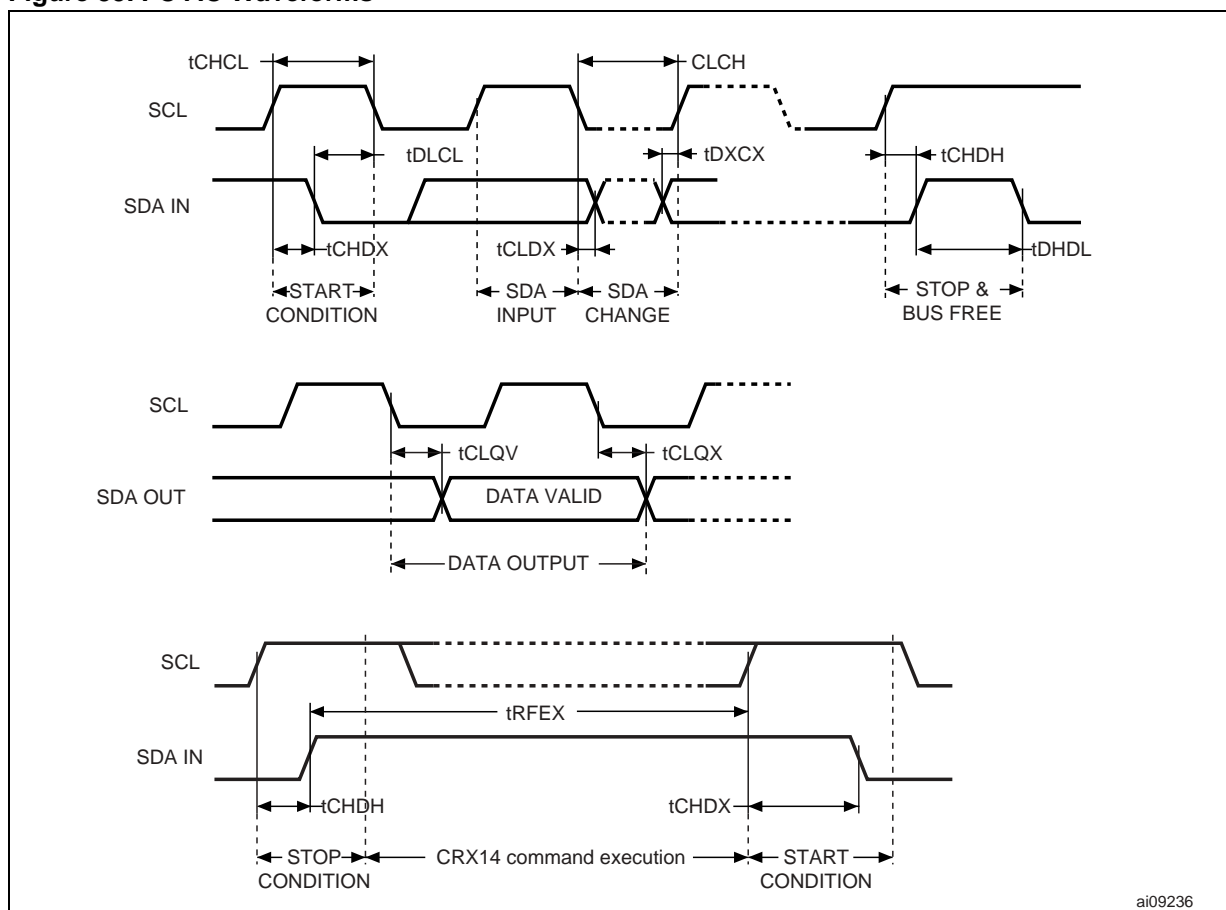 tCHCL
CLCH
SCL
tDLCL
tDXCX
tCHDH
SDA IN
tCHDX
tCLDX
tDHDL
START
CONDITION
SDA
INPUT
SDA
CHANGE
STOP &
BUS FREE
SCL
tCLQV
tCLQX
SDA OUT
DATA VALID
DATA OUTPUT
SCL
tRFEX
SDA IN
tCHDH
tCHDX
STOP
CONDITION
CRX14 command execution
START
CONDITION
ai09236